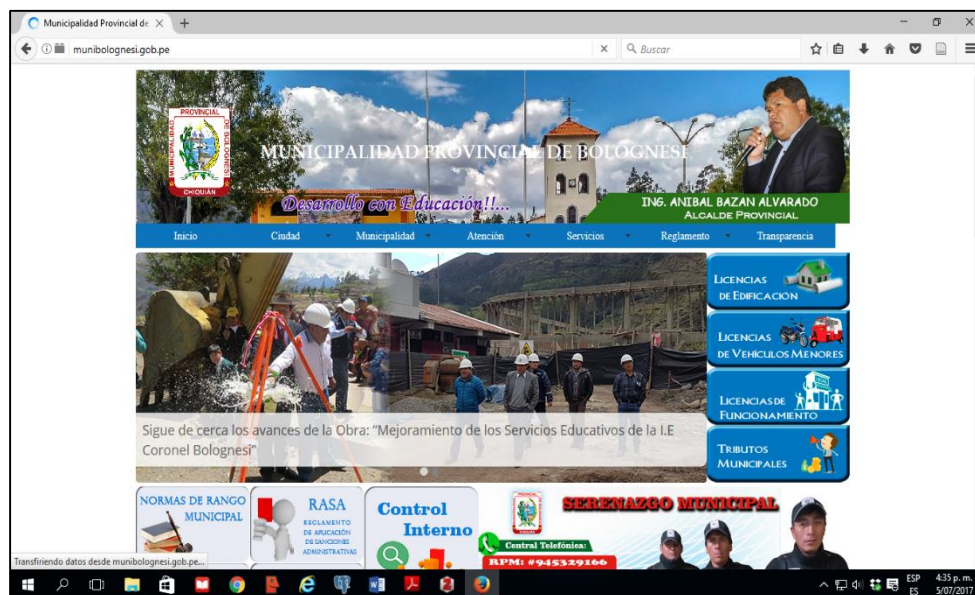 Municipalidad Provincial de
munibolognesi.gob.pe
Buscar
MUNICIPALIDAD PROVINCIAL DE BOLOGNESI
CHIQUIÁN
MUNICIPALIDAD PROVINCIAL DE BOLOGNESI
Desarrollo con Educación!!...
ING. ANIBAL BAZAN ALVARADO
ALCALDE PROVINCIAL
Inicio Ciudad Municipalidad Atención Servicios Reglamento Transparencia
LICENCIAS
DE EDIFICACIÓN
LICENCIAS
DE VEHÍCULOS MENORES
LICENCIAS DE
FUNCIONAMIENTO
TRIBUTOS
MUNICIPALES
Sigue de cerca los avances de la Obra: "Mejoramiento de los Servicios Educativos de la I.E
Coronel Bolognesi"
NORMAS DE RANGO
MUNICIPAL
RASA
REGLAMENTO
DE APLICACIÓN
DE SANCIONES
ADMINISTRATIVAS
Control
Interno
SERENAZGO MUNICIPAL
Central Telefónica:
RPM: #945329166
Transfiriendo datos desde munibolognesi.gob.pe...
ESP
ES
4:35 p. m.
5/07/2017